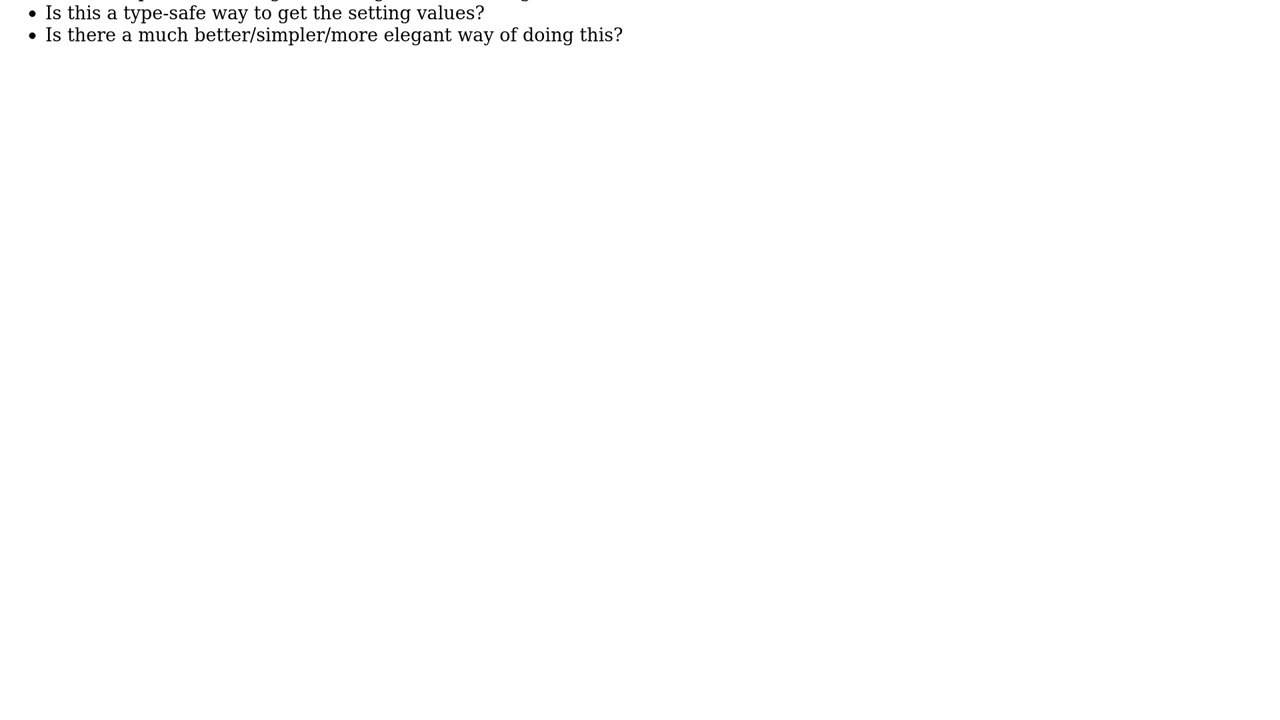 Is this a type-safe way to get the setting values?
Is there a much better/simpler/more elegant way of doing this?